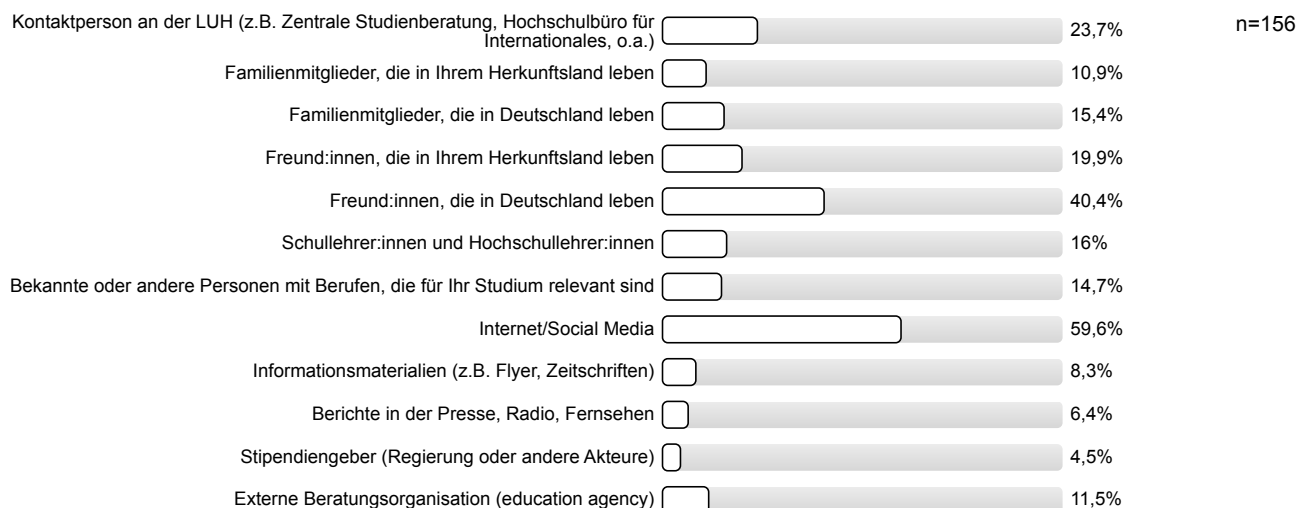 Kontaktperson an der LUH (z.B. Zentrale Studienberatung, Hochschulbüro für
Internationales, o.a.)
23,7%
n=156
Familienmitglieder, die in Ihrem Herkunftsland leben
10,9%
Familienmitglieder, die in Deutschland leben
15,4%
Freund:innen, die in Ihrem Herkunftsland leben
19,9%
Freund:innen, die in Deutschland leben
40,4%
Schullehrer:innen und Hochschullehrer:innen
16%
Bekannte oder andere Personen mit Berufen, die für Ihr Studium relevant sind
14,7%
Internet/Social Media
59,6%
Informationsmaterialien (z.B. Flyer, Zeitschriften)
8,3%
Berichte in der Presse, Radio, Fernsehen
6,4%
Stipendiengeber (Regierung oder andere Akteure)
4,5%
Externe Beratungsorganisation (education agency)
11,5%